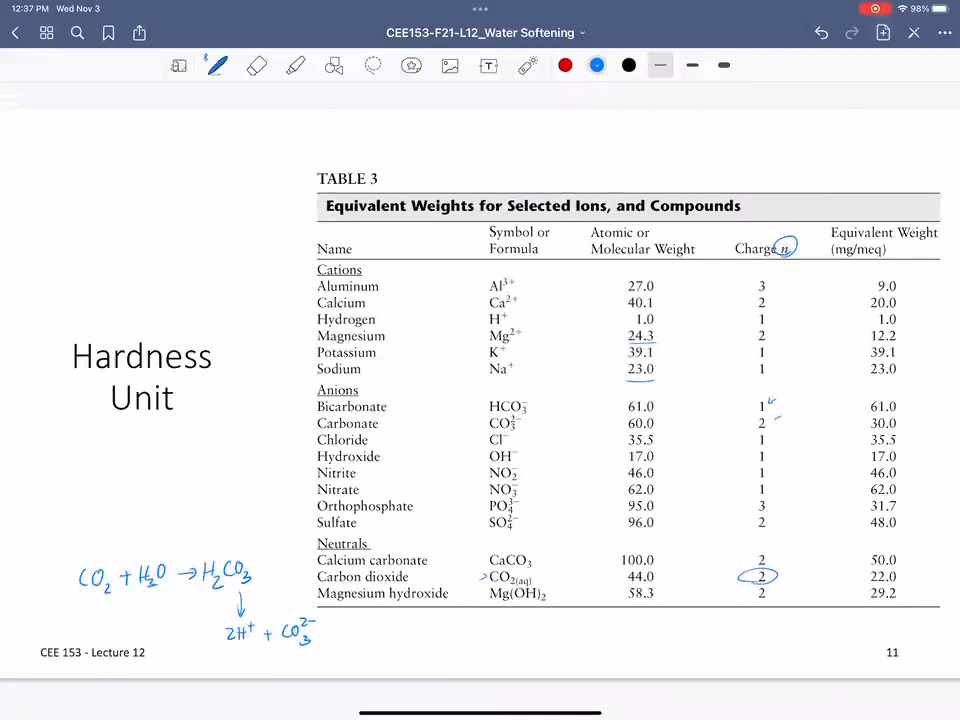 12:37 PM Wed Nov 3
98%
CEE153-F21-L12_Water Softening
TABLE 3
Equivalent Weights for Selected Ions, and Compounds
Name Symbol or Formula Atomic or Molecular Weight Charge n Equivalent Weight (mg/meq)
Cations
Aluminum Al³⁺ 27.0 3 9.0
Calcium Ca²⁺ 40.1 2 20.0
Hydrogen H⁺ 1.0 1 1.0
Magnesium Mg²⁺ 24.3 2 12.2
Potassium K⁺ 39.1 1 39.1
Sodium Na⁺ 23.0 1 23.0
Anions
Bicarbonate HCO₃⁻ 61.0 1 61.0
Carbonate CO₃²⁻ 60.0 2 30.0
Chloride Cl⁻ 35.5 1 35.5
Hydroxide OH⁻ 17.0 1 17.0
Nitrite NO₂⁻ 46.0 1 46.0
Nitrate NO₃⁻ 62.0 1 62.0
Orthophosphate PO₄³⁻ 95.0 3 31.7
Sulfate SO₄²⁻ 96.0 2 48.0
Neutrals
Calcium carbonate CaCO₃ 100.0 2 50.0
Carbon dioxide CO₂(aq) 44.0 2 22.0
Magnesium hydroxide Mg(OH)₂ 58.3 2 29.2
Hardness
Unit
CO₂ + H₂O → H₂CO₃
↓
2H⁺ + CO₃²⁻
CEE 153 - Lecture 12
11